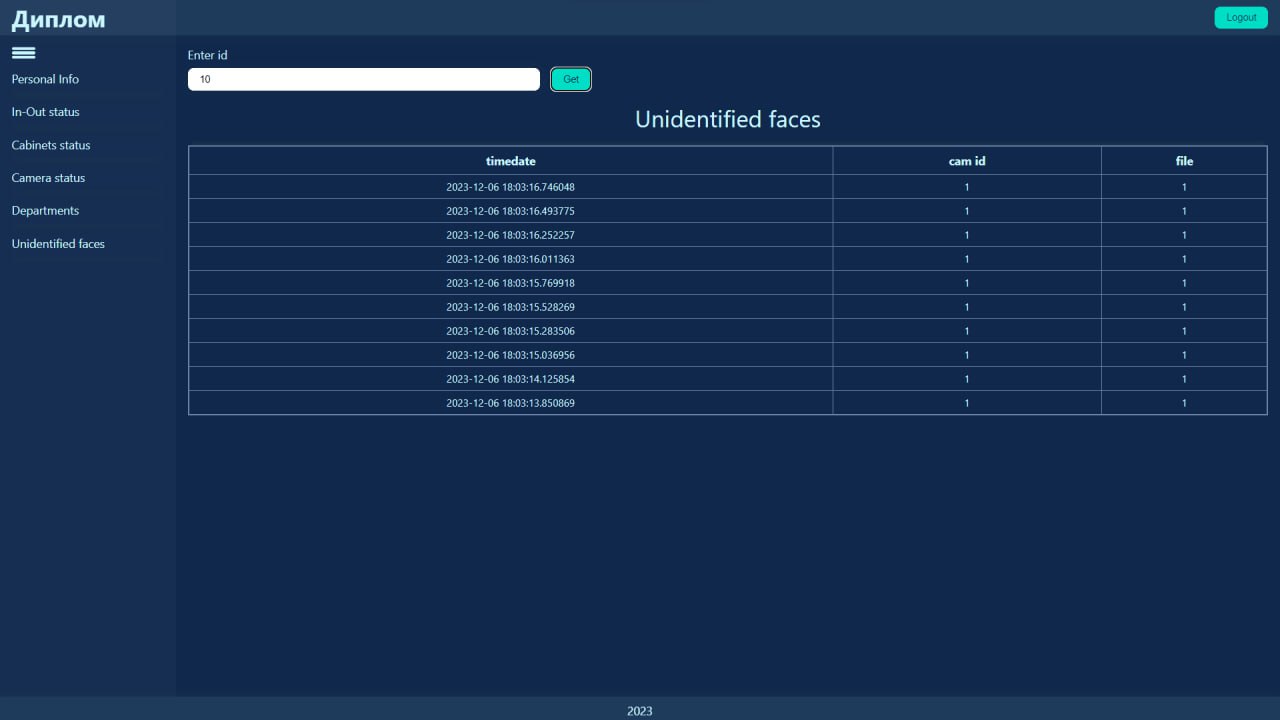 Диплом
Logout
Personal Info
In-Out status
Cabinets status
Camera status
Departments
Unidentified faces
Enter id
10 Get
Unidentified faces
timedate cam id file
2023-12-06 18:03:16.746048 1 1
2023-12-06 18:03:16.493775 1 1
2023-12-06 18:03:16.252257 1 1
2023-12-06 18:03:16.011363 1 1
2023-12-06 18:03:15.769918 1 1
2023-12-06 18:03:15.528269 1 1
2023-12-06 18:03:15.283506 1 1
2023-12-06 18:03:15.036956 1 1
2023-12-06 18:03:14.125854 1 1
2023-12-06 18:03:13.850869 1 1
2023